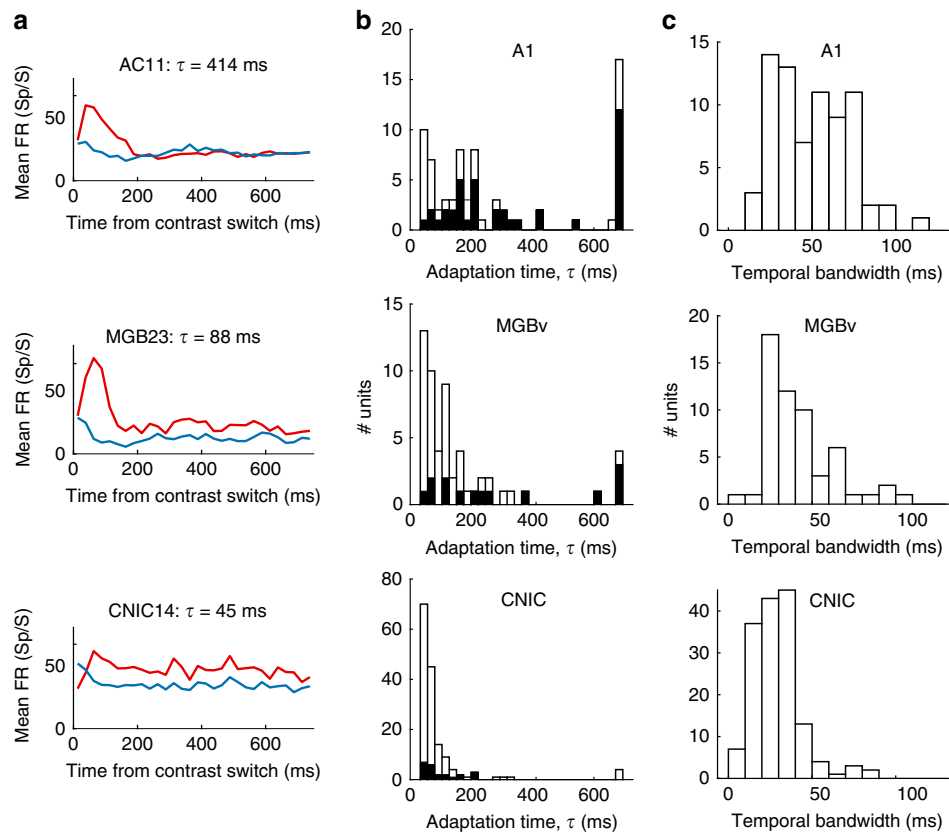 a
AC11: τ = 414 ms
Mean FR (Sp/S)
50
0
0 200 400 600
Time from contrast switch (ms)
MGB23: τ = 88 ms
Mean FR (Sp/S)
50
0
0 200 400 600
Time from contrast switch (ms)
CNIC14: τ = 45 ms
Mean FR (Sp/S)
50
0
0 200 400 600
Time from contrast switch (ms)
b
A1
20
15
10
5
0
0 200 400 600
Adaptation time, τ (ms)
MGBv
# units
15
10
5
0
0 200 400 600
Adaptation time, τ (ms)
CNIC
80
60
40
20
0
0 200 400 600
Adaptation time, τ (ms)
c
A1
15
10
5
0
0 50 100
Temporal bandwidth (ms)
MGBv
# units
20
15
10
5
0
0 50 100
Temporal bandwidth (ms)
CNIC
40
30
20
10
0
0 50 100
Temporal bandwidth (ms)